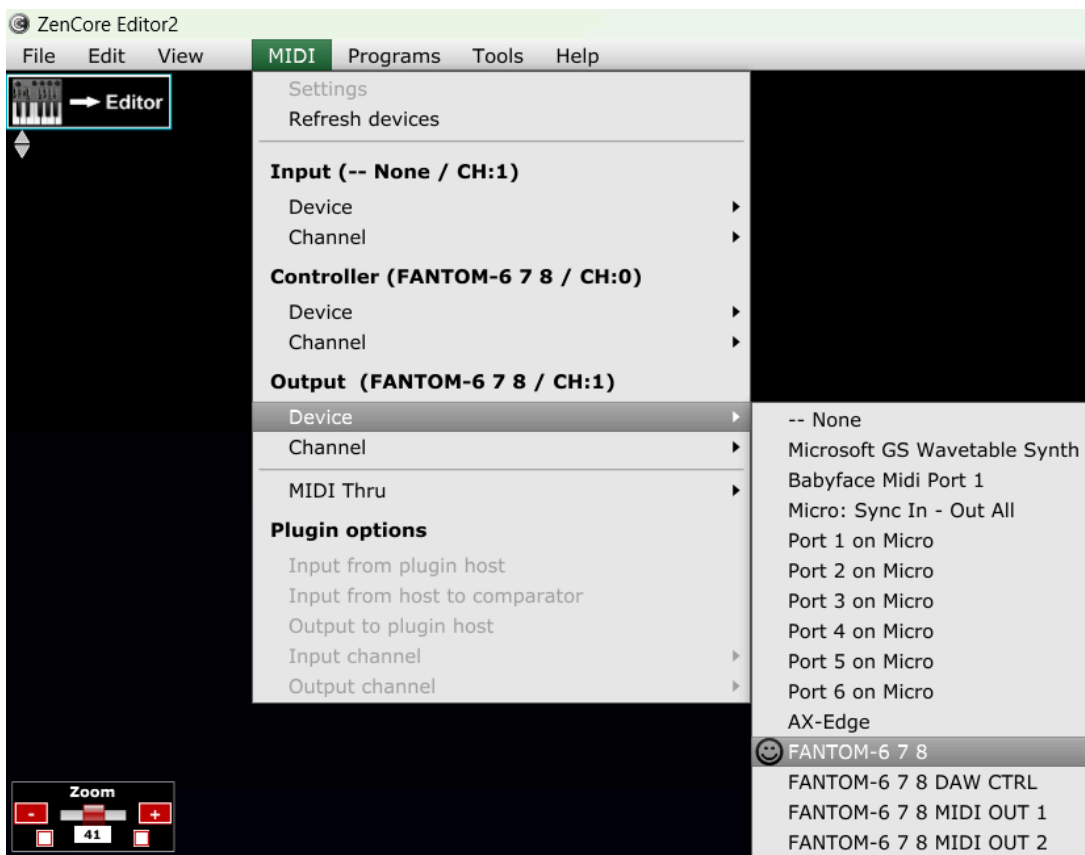 ZenCore Editor2
File Edit View MIDI Programs Tools Help
Editor
Settings
Refresh devices
Input (-- None / CH:1)
Device
Channel
Controller (FANTOM-6 7 8 / CH:0)
Device
Channel
Output (FANTOM-6 7 8 / CH:1)
Device
Channel
MIDI Thru
Plugin options
Input from plugin host
Input from host to comparator
Output to plugin host
Input channel
Output channel
-- None
Microsoft GS Wavetable Synth
Babyface Midi Port 1
Micro: Sync In - Out All
Port 1 on Micro
Port 2 on Micro
Port 3 on Micro
Port 4 on Micro
Port 5 on Micro
Port 6 on Micro
AX-Edge
FANTOM-6 7 8
FANTOM-6 7 8 DAW CTRL
FANTOM-6 7 8 MIDI OUT 1
FANTOM-6 7 8 MIDI OUT 2
Zoom
- +
41